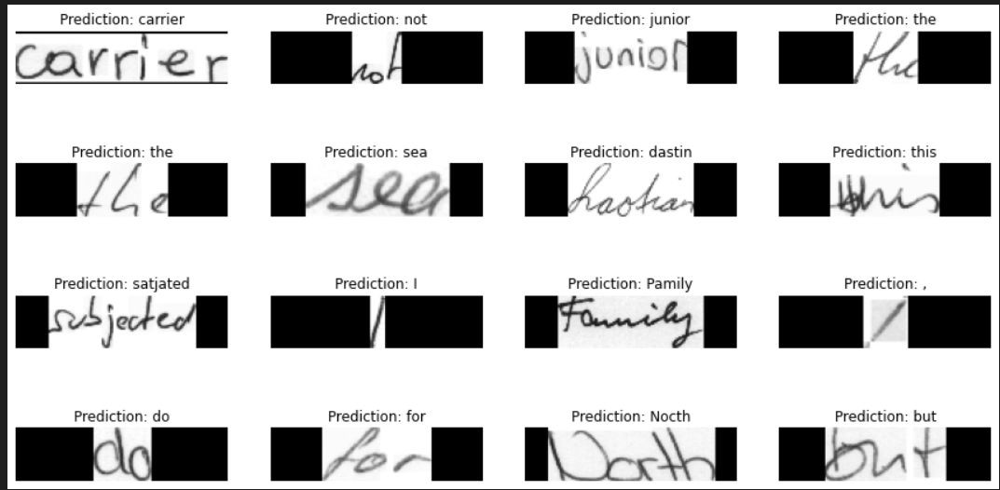 Prediction: carrier Prediction: not Prediction: junior Prediction: the
carrier not junior the
Prediction: the Prediction: sea Prediction: dastin Prediction: this
the sea haotian this
Prediction: satjated Prediction: I Prediction: Pamily Prediction: ,
subjected I Family /
Prediction: do Prediction: for Prediction: Nocth Prediction: but
do for North but